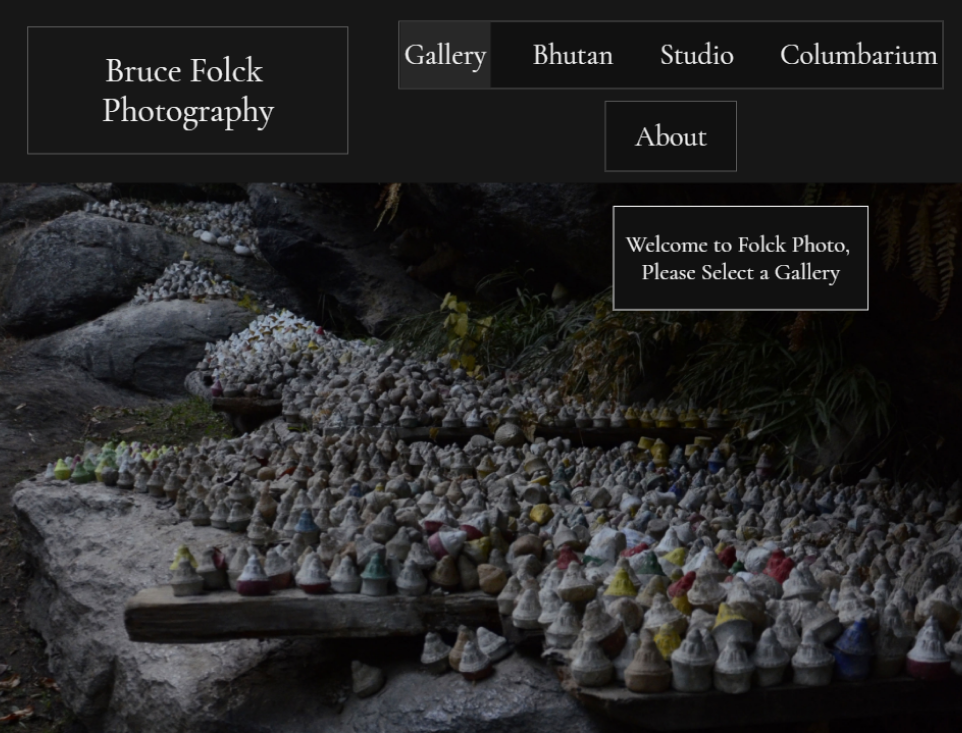 Bruce Folck
Photography
Gallery Bhutan Studio Columbarium
About
Welcome to Folck Photo,
Please Select a Gallery